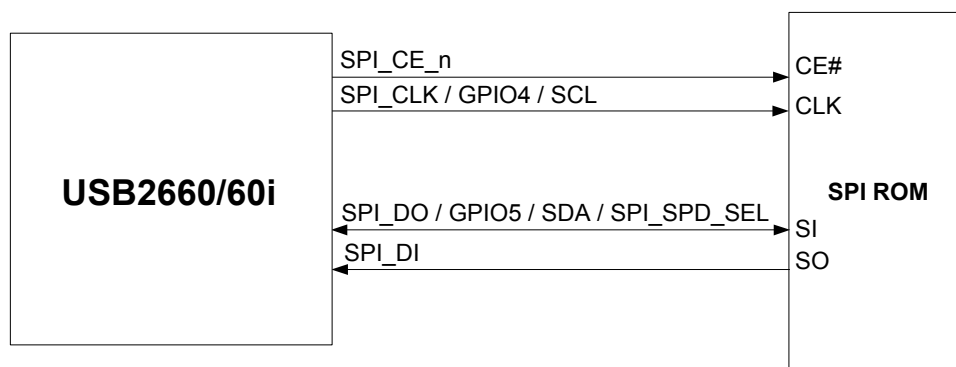 SPI_CE_n
CE#
SPI_CLK / GPIO4 / SCL
CLK
USB2660/60i
SPI ROM
SPI_DO / GPIO5 / SDA / SPI_SPD_SEL
SI
SPI_DI
SO